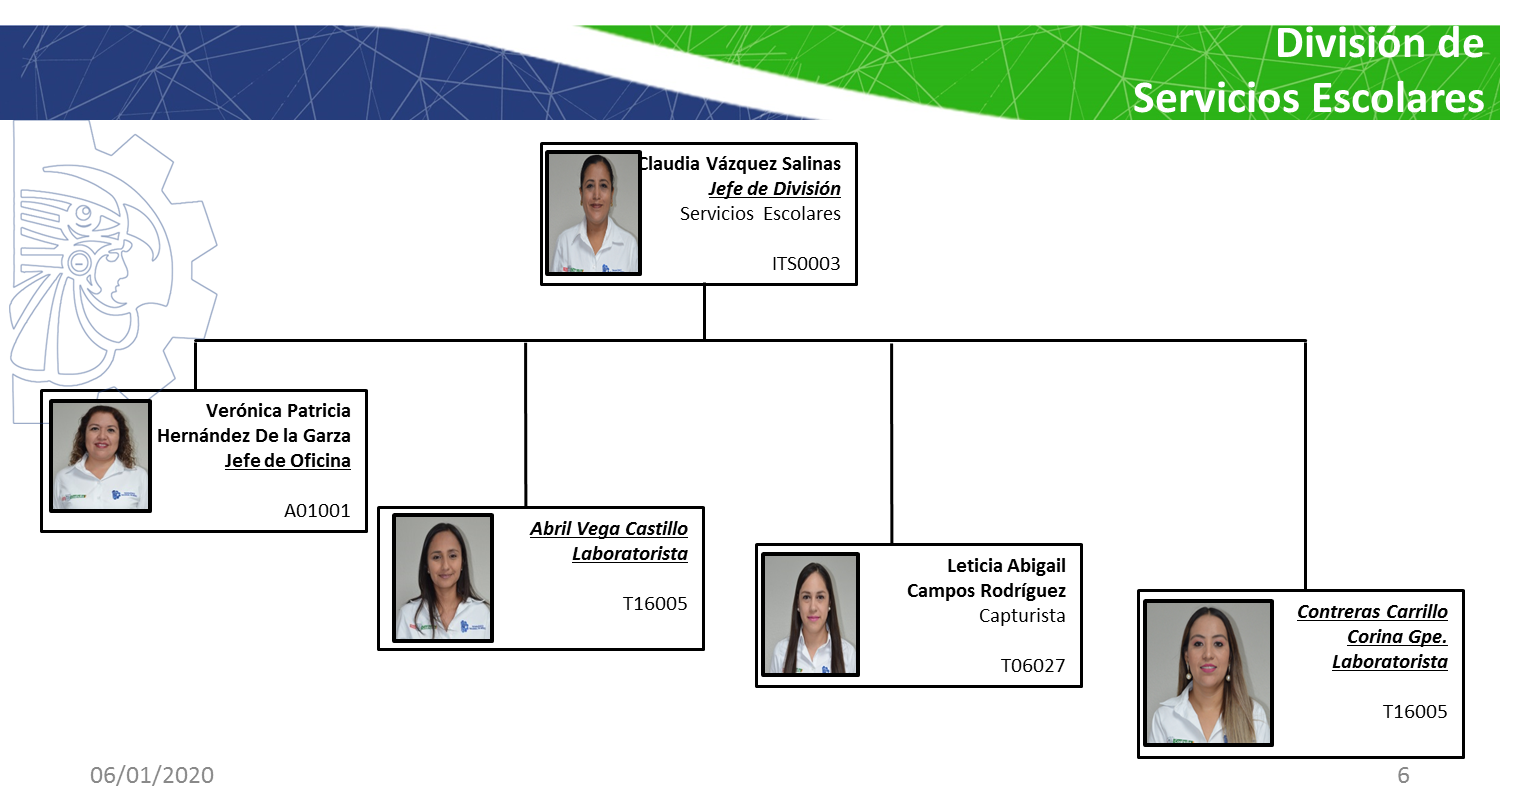 División de
Servicios Escolares
Claudia Vázquez Salinas
Jefe de División
Servicios Escolares
ITS0003
Verónica Patricia
Hernández De la Garza
Jefe de Oficina
A01001
Abril Vega Castillo
Laboratorista
T16005
Leticia Abigail
Campos Rodríguez
Capturista
T06027
Contreras Carrillo
Corina Gpe.
Laboratorista
T16005
06/01/2020
6